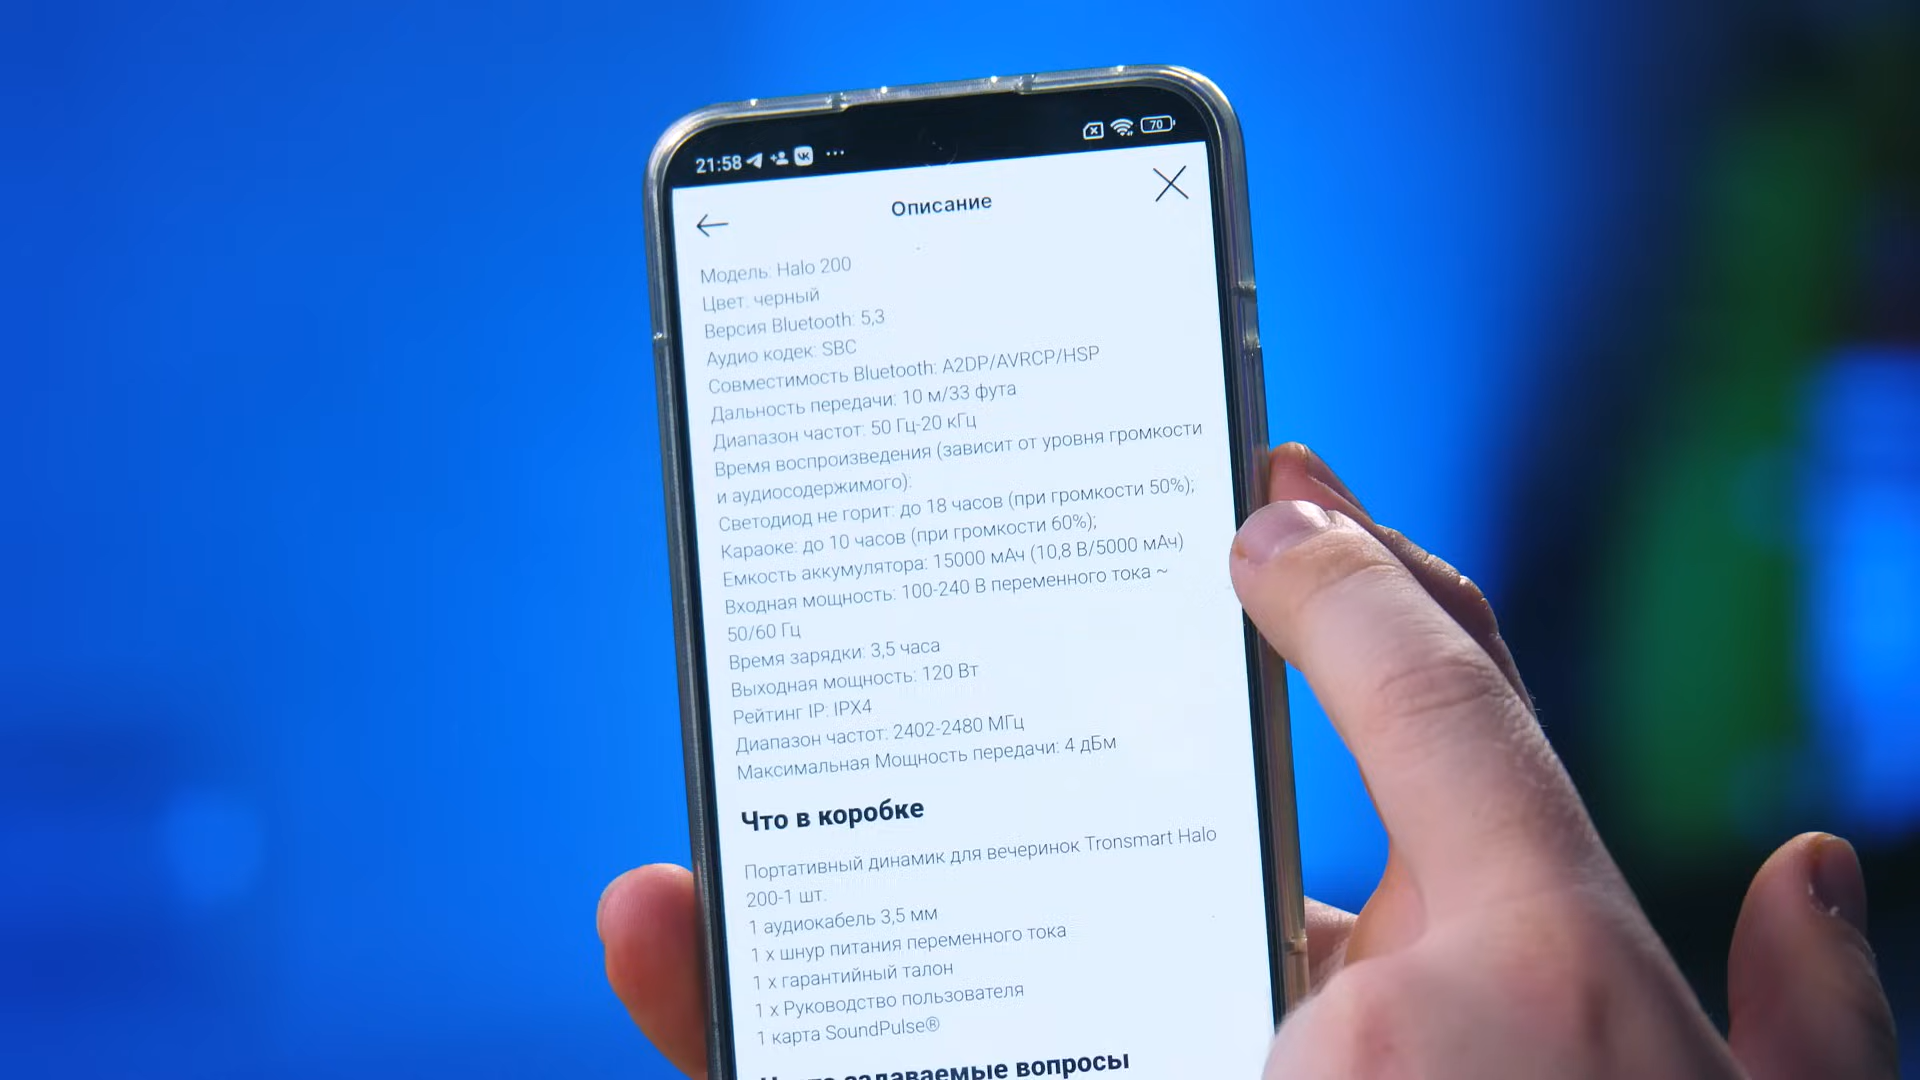 21:58
70
Описание
Модель: Halo 200
Цвет: черный
Версия Bluetooth: 5,3
Аудио кодек: SBC
Совместимость Bluetooth: A2DP/AVRCP/HSP
Дальность передачи: 10 м/33 фута
Диапазон частот: 50 Гц-20 кГц
Время воспроизведения (зависит от уровня громкости
и аудиосодержимого):
Светодиод не горит: до 18 часов (при громкости 50%);
Караоке: до 10 часов (при громкости 60%);
Емкость аккумулятора: 15000 мАч (10,8 В/5000 мАч)
Входная мощность: 100-240 В переменного тока ~
50/60 Гц
Время зарядки: 3,5 часа
Выходная мощность: 120 Вт
Рейтинг IP: IPX4
Диапазон частот: 2402-2480 МГц
Максимальная Мощность передачи: 4 дБм
Что в коробке
Портативный динамик для вечеринок Tronsmart Halo
200-1 шт.
1 аудиокабель 3,5 мм
1 x шнур питания переменного тока
1 x гарантийный талон
1 x Руководство пользователя
1 карта SoundPulse®
задаваемые вопросы